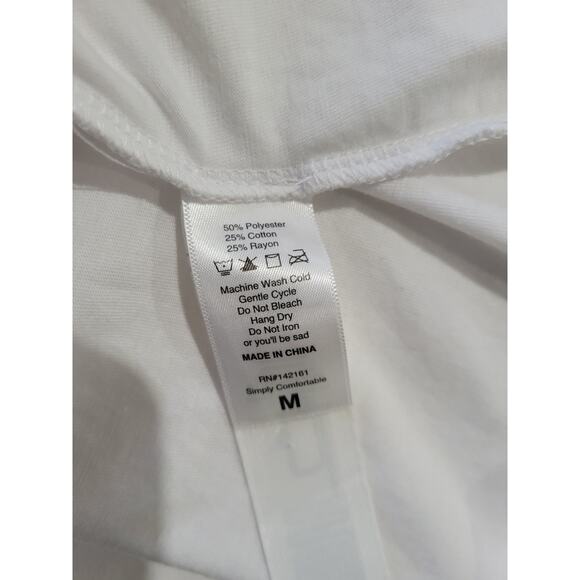 50% Polyester
25% Cotton
25% Rayon
Machine Wash Cold
Gentle Cycle
Do Not Bleach
Hang Dry
Do Not Iron
or you'll be sad
MADE IN CHINA
RN#142161
Simply Comfortable
M